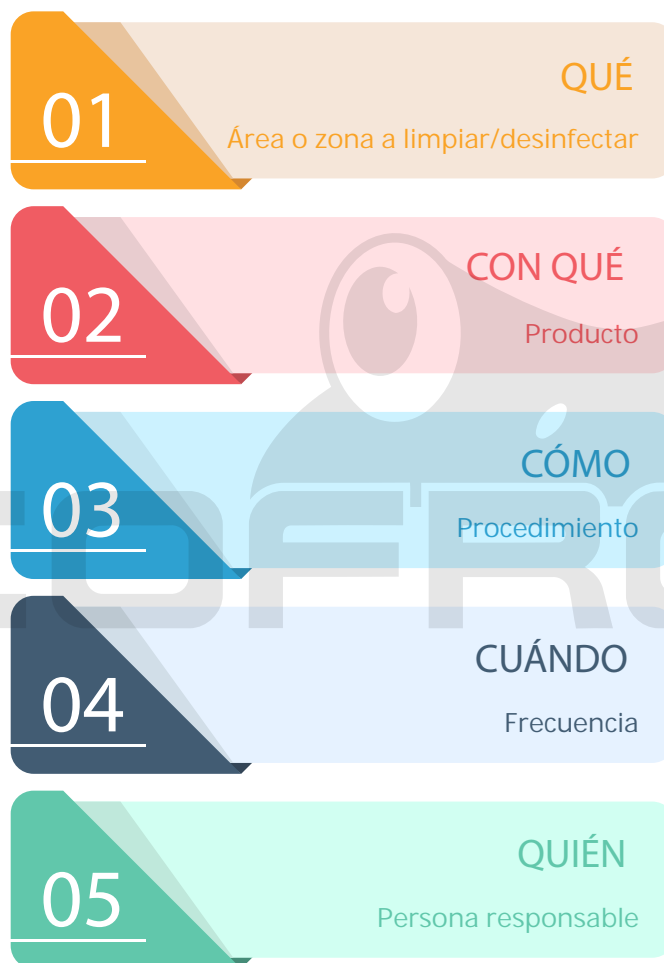 01
QUÉ
Área o zona a limpiar/desinfectar
02
CON QUÉ
Producto
03
CÓMO
Procedimiento
04
CUÁNDO
Frecuencia
05
QUIÉN
Persona responsable